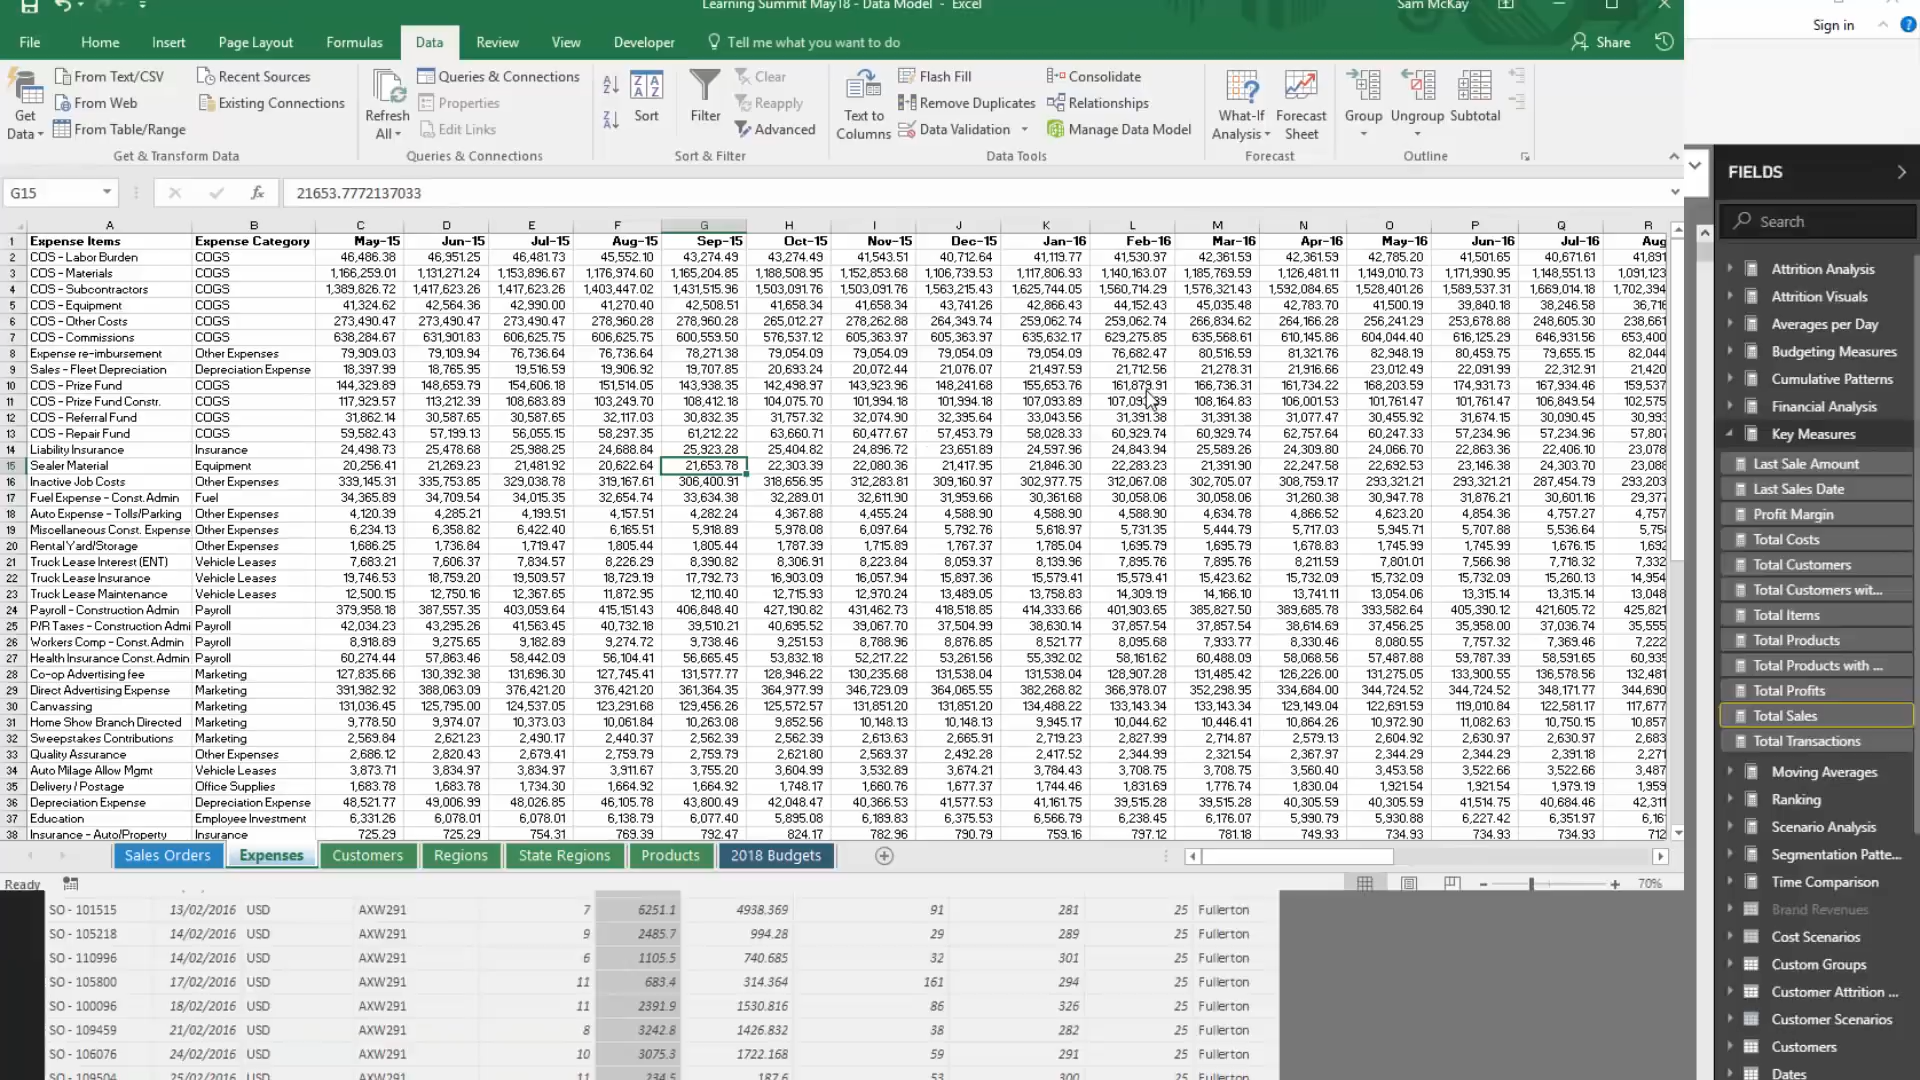 Learning Summit May18 - Data Model - Excel
Sam McKay
Sign in
File Home Insert Page Layout Formulas Data Review View Developer Tell me what you want to do Share
Get Data
From Text/CSV
From Web
From Table/Range
Recent Sources
Existing Connections
Get & Transform Data
Refresh All
Queries & Connections
Properties
Edit Links
Queries & Connections
Sort
Filter
Clear
Reapply
Advanced
Sort & Filter
Text to Columns
Flash Fill
Remove Duplicates
Data Validation
Consolidate
Relationships
Manage Data Model
Data Tools
What-If Analysis
Forecast Sheet
Forecast
Group Ungroup Subtotal
Outline
G15 fx 21653.7772137033
A B C D E F G H I J K L M N O P Q R
1 Expense Items Expense Category May-15 Jun-15 Jul-15 Aug-15 Sep-15 Oct-15 Nov-15 Dec-15 Jan-16 Feb-16 Mar-16 Apr-16 May-16 Jun-16 Jul-16 Aug
2 COS - Labor Burden COGS 46,486.38 46,951.25 46,481.73 45,552.10 43,274.49 43,274.49 41,543.51 40,712.64 41,119.77 41,530.97 42,361.59 42,361.59 42,785.20 41,501.65 40,671.61 41,891
3 COS - Materials COGS 1,166,259.01 1,131,271.24 1,153,896.67 1,176,974.60 1,165,204.85 1,188,508.95 1,152,853.68 1,106,739.53 1,117,806.93 1,140,163.07 1,185,769.59 1,126,481.11 1,149,010.73 1,171,990.95 1,148,551.13 1,091,123
4 COS - Subcontractors COGS 1,389,826.72 1,417,623.26 1,417,623.26 1,403,447.02 1,431,515.96 1,503,091.76 1,503,091.76 1,563,215.43 1,625,744.05 1,560,714.29 1,576,321.43 1,592,084.65 1,528,401.26 1,589,537.31 1,669,014.18 1,702,394
5 COS - Equipment COGS 41,324.62 42,564.36 42,990.00 41,270.40 42,508.51 41,658.34 41,658.34 43,741.26 42,866.43 44,152.43 45,035.48 42,783.70 41,500.19 39,840.18 38,246.58 36,716
6 COS - Other Costs COGS 273,490.47 273,490.47 273,490.47 278,960.28 278,960.28 265,012.27 278,262.88 264,349.74 259,062.74 259,062.74 266,834.62 264,166.28 256,241.29 253,678.88 248,605.30 238,661
7 COS - Commissions COGS 638,284.67 631,901.83 606,625.75 606,625.75 600,559.50 576,537.12 605,363.97 605,363.97 635,632.17 629,275.85 635,568.61 610,145.86 604,044.40 616,125.29 646,931.56 653,400
8 Expense re-imbursement Other Expenses 79,909.03 79,109.94 76,736.64 76,736.64 78,271.38 79,054.09 79,054.09 79,054.09 79,054.09 76,682.47 80,516.59 81,321.76 82,948.19 80,459.75 79,655.15 82,044
9 Sales - Fleet Depreciation Depreciation Expense 18,397.99 18,765.95 19,516.59 19,906.92 19,707.85 20,693.24 20,072.44 21,076.07 21,497.59 21,712.56 21,278.31 21,916.66 23,012.49 22,091.99 22,312.91 21,420
10 COS - Prize Fund COGS 144,329.89 148,659.79 154,606.18 151,514.05 143,938.35 142,498.97 143,923.96 148,241.68 155,653.76 161,879.91 166,736.31 161,734.22 168,203.59 174,931.73 167,934.46 159,537
11 COS - Prize Fund Constr. COGS 117,929.57 113,212.39 108,683.89 103,249.70 108,412.18 104,075.70 101,994.18 101,994.18 107,093.89 108,164.83 106,001.53 101,761.47 101,761.47 106,849.54 102,575
12 COS - Referral Fund COGS 31,862.14 30,587.65 30,587.65 32,117.03 30,832.35 31,757.32 32,074.90 32,395.64 33,043.56 31,391.38 31,391.38 31,077.47 30,455.92 31,674.15 30,090.45 30,993
13 COS - Repair Fund COGS 59,582.43 57,199.13 56,055.15 58,297.35 61,212.22 63,660.71 60,477.67 57,453.79 58,028.33 60,929.74 60,929.74 62,757.64 60,247.33 57,234.96 57,234.96 57,807
14 Liability Insurance Insurance 24,498.73 25,478.68 25,988.25 24,688.84 25,923.28 25,404.82 24,896.72 23,651.89 24,597.96 24,843.94 25,589.26 24,309.80 24,066.70 22,863.36 22,406.10 23,078
15 Sealer Material Equipment 20,256.41 21,269.23 21,481.92 20,622.64 21,653.78 22,303.39 22,080.36 21,417.95 21,846.30 22,283.23 21,391.90 22,247.58 22,692.53 23,146.38 24,303.70 23,088
16 Inactive Job Costs Other Expenses 339,145.31 335,753.85 329,038.78 319,167.61 306,400.91 318,656.95 312,283.81 309,160.97 302,977.75 312,067.08 302,705.07 308,759.17 293,321.21 293,321.21 287,454.79 293,203
17 Fuel Expense - Const. Admin Fuel 34,365.89 34,709.54 34,015.35 32,654.74 33,634.38 32,289.01 32,611.90 31,959.66 30,361.68 30,058.06 30,058.06 31,260.38 30,947.78 31,876.21 30,601.16 29,377
18 Auto Expense - Tolls/Parking Other Expenses 4,120.39 4,285.21 4,199.51 4,157.51 4,282.24 4,367.88 4,455.24 4,588.90 4,588.90 4,588.90 4,634.78 4,866.52 4,623.20 4,854.36 4,757.27 4,757
19 Miscellaneous Const. Expense Other Expenses 6,234.13 6,358.82 6,422.40 6,165.51 5,918.89 5,978.08 6,097.64 5,792.76 5,618.97 5,731.35 5,444.79 5,717.03 5,945.71 5,707.88 5,536.64 5,75
20 Rental Yard/Storage Other Expenses 1,686.25 1,736.84 1,719.47 1,805.44 1,805.44 1,787.39 1,715.89 1,767.37 1,785.04 1,695.79 1,695.79 1,678.83 1,745.99 1,745.99 1,676.15 1,692
21 Truck Lease Interest (ENT) Vehicle Leases 7,683.21 7,606.37 7,834.57 8,226.29 8,390.82 8,306.91 8,223.84 8,059.37 8,139.96 7,895.76 7,895.76 8,211.59 7,801.01 7,566.98 7,718.32 7,332
22 Truck Lease Insurance Vehicle Leases 19,746.53 18,759.20 19,509.57 18,729.19 17,792.73 16,903.09 16,057.94 15,897.36 15,579.41 15,579.41 15,423.62 15,732.09 15,732.09 15,732.09 15,260.13 14,954
23 Truck Lease Maintenance Vehicle Leases 12,500.15 12,750.16 12,367.65 11,872.95 12,110.40 12,715.93 12,970.24 13,489.05 13,758.83 14,309.19 14,166.10 13,741.11 13,054.06 13,315.14 13,315.14 13,048
24 Payroll - Construction Admin Payroll 379,958.18 387,557.35 403,059.64 415,151.43 406,848.40 427,190.82 431,462.73 418,518.85 414,333.66 401,903.65 385,827.50 389,685.78 393,582.64 405,390.12 421,605.72 425,821
25 P/R Taxes - Construction Admi Payroll 42,034.23 43,295.26 41,563.45 40,732.18 39,510.21 40,695.52 39,067.70 37,504.99 38,630.14 37,857.54 37,857.54 38,614.69 37,456.25 35,958.00 37,036.74 35,555
26 Workers Comp - Const. Admin Payroll 8,918.89 9,275.65 9,182.89 9,274.72 9,738.46 9,251.53 8,788.96 8,876.85 8,521.77 8,095.68 7,933.77 8,330.46 8,080.55 7,757.32 7,369.46 7,222
27 Health Insurance Const. Admin Payroll 60,274.44 57,863.46 58,442.09 56,104.41 56,665.45 53,832.18 52,217.22 53,261.56 55,392.02 58,161.62 60,488.09 58,068.56 57,487.88 59,787.39 58,591.65 60,935
28 Co-op Advertising fee Marketing 127,835.66 130,392.38 131,696.30 127,745.41 131,577.77 128,946.22 130,235.68 131,538.04 131,538.04 128,907.28 131,485.42 126,226.00 131,275.05 133,900.55 136,578.56 132,481
29 Direct Advertising Expense Marketing 391,982.92 388,063.09 376,421.20 376,421.20 361,364.35 364,977.99 346,729.09 364,065.55 382,268.82 366,978.07 352,298.95 334,684.00 344,724.52 344,724.52 348,171.77 344,690
30 Canvassing Marketing 131,036.45 125,795.00 124,537.05 123,291.68 129,456.26 125,572.57 131,851.20 131,851.20 134,488.22 133,143.34 133,143.34 129,149.04 122,691.59 119,010.84 122,581.17 117,677
31 Home Show Branch Directed Marketing 9,778.50 9,974.07 10,373.03 10,061.84 10,263.08 9,852.56 10,148.13 10,148.13 9,945.17 10,044.62 10,446.41 10,864.26 10,972.90 11,082.63 10,750.15 10,857
32 Sweepstakes Contributions Marketing 2,569.84 2,621.23 2,490.17 2,440.37 2,562.39 2,562.39 2,613.63 2,665.91 2,719.23 2,827.99 2,714.87 2,579.13 2,604.92 2,630.97 2,630.97 2,683
33 Quality Assurance Other Expenses 2,686.12 2,820.43 2,679.41 2,759.79 2,759.79 2,621.80 2,569.37 2,492.28 2,417.52 2,344.99 2,321.54 2,367.97 2,344.29 2,344.29 2,391.18 2,271
34 Auto Milage Allow Mgmt Vehicle Leases 3,873.71 3,834.97 3,834.97 3,911.67 3,755.20 3,604.99 3,532.89 3,674.21 3,784.43 3,708.75 3,708.75 3,560.40 3,453.58 3,522.66 3,522.66 3,487
35 Delivery / Postage Office Supplies 1,683.78 1,683.78 1,734.30 1,664.92 1,664.92 1,748.17 1,660.76 1,677.37 1,744.46 1,831.69 1,776.74 1,830.04 1,921.54 1,921.54 1,979.19 1,959
36 Depreciation Expense Depreciation Expense 48,521.77 49,006.99 48,026.85 46,105.78 43,800.49 42,048.47 40,366.53 41,577.53 41,161.75 39,515.28 39,515.28 40,305.59 40,305.59 41,514.75 40,684.46 42,311
37 Education Employee Investment 6,331.26 6,078.01 6,078.01 6,138.79 6,077.40 5,895.08 6,189.83 6,375.53 6,566.79 6,238.45 6,176.07 5,990.79 5,930.88 6,227.42 6,351.97 6,16
38 Insurance - Auto/Property Insurance 725.29 725.29 754.31 769.39 792.47 824.17 782.96 790.79 759.16 797.12 781.18 749.93 734.93 734.93 734.93 712
Sales Orders Expenses Customers Regions State Regions Products 2018 Budgets
Ready 70%
SO - 101515 13/02/2016 USD AXW291 7 6251.1 4938.369 91 281 25 Fullerton
SO - 105218 14/02/2016 USD AXW291 9 2485.7 994.28 29 289 25 Fullerton
SO - 110996 14/02/2016 USD AXW291 6 1105.5 740.685 32 301 25 Fullerton
SO - 105800 17/02/2016 USD AXW291 11 683.4 314.364 161 294 25 Fullerton
SO - 100096 18/02/2016 USD AXW291 11 2391.9 1530.816 86 326 25 Fullerton
SO - 109459 21/02/2016 USD AXW291 8 3242.8 1426.832 38 282 25 Fullerton
SO - 106076 24/02/2016 USD AXW291 10 3075.3 1722.168 59 291 25 Fullerton
SO - 109504 25/02/2016 USD AXW291 11 234.5 187.6 53 300 25 Fullerton
FIELDS
Search
Attrition Analysis
Attrition Visuals
Averages per Day
Budgeting Measures
Cumulative Patterns
Financial Analysis
Key Measures
Last Sale Amount
Last Sales Date
Profit Margin
Total Costs
Total Customers
Total Customers wit...
Total Items
Total Products
Total Products with ...
Total Profits
Total Sales
Total Transactions
Moving Averages
Ranking
Scenario Analysis
Segmentation Patte...
Time Comparison
Brand Revenues
Cost Scenarios
Custom Groups
Customer Attrition ...
Customer Scenarios
Customers
Dates